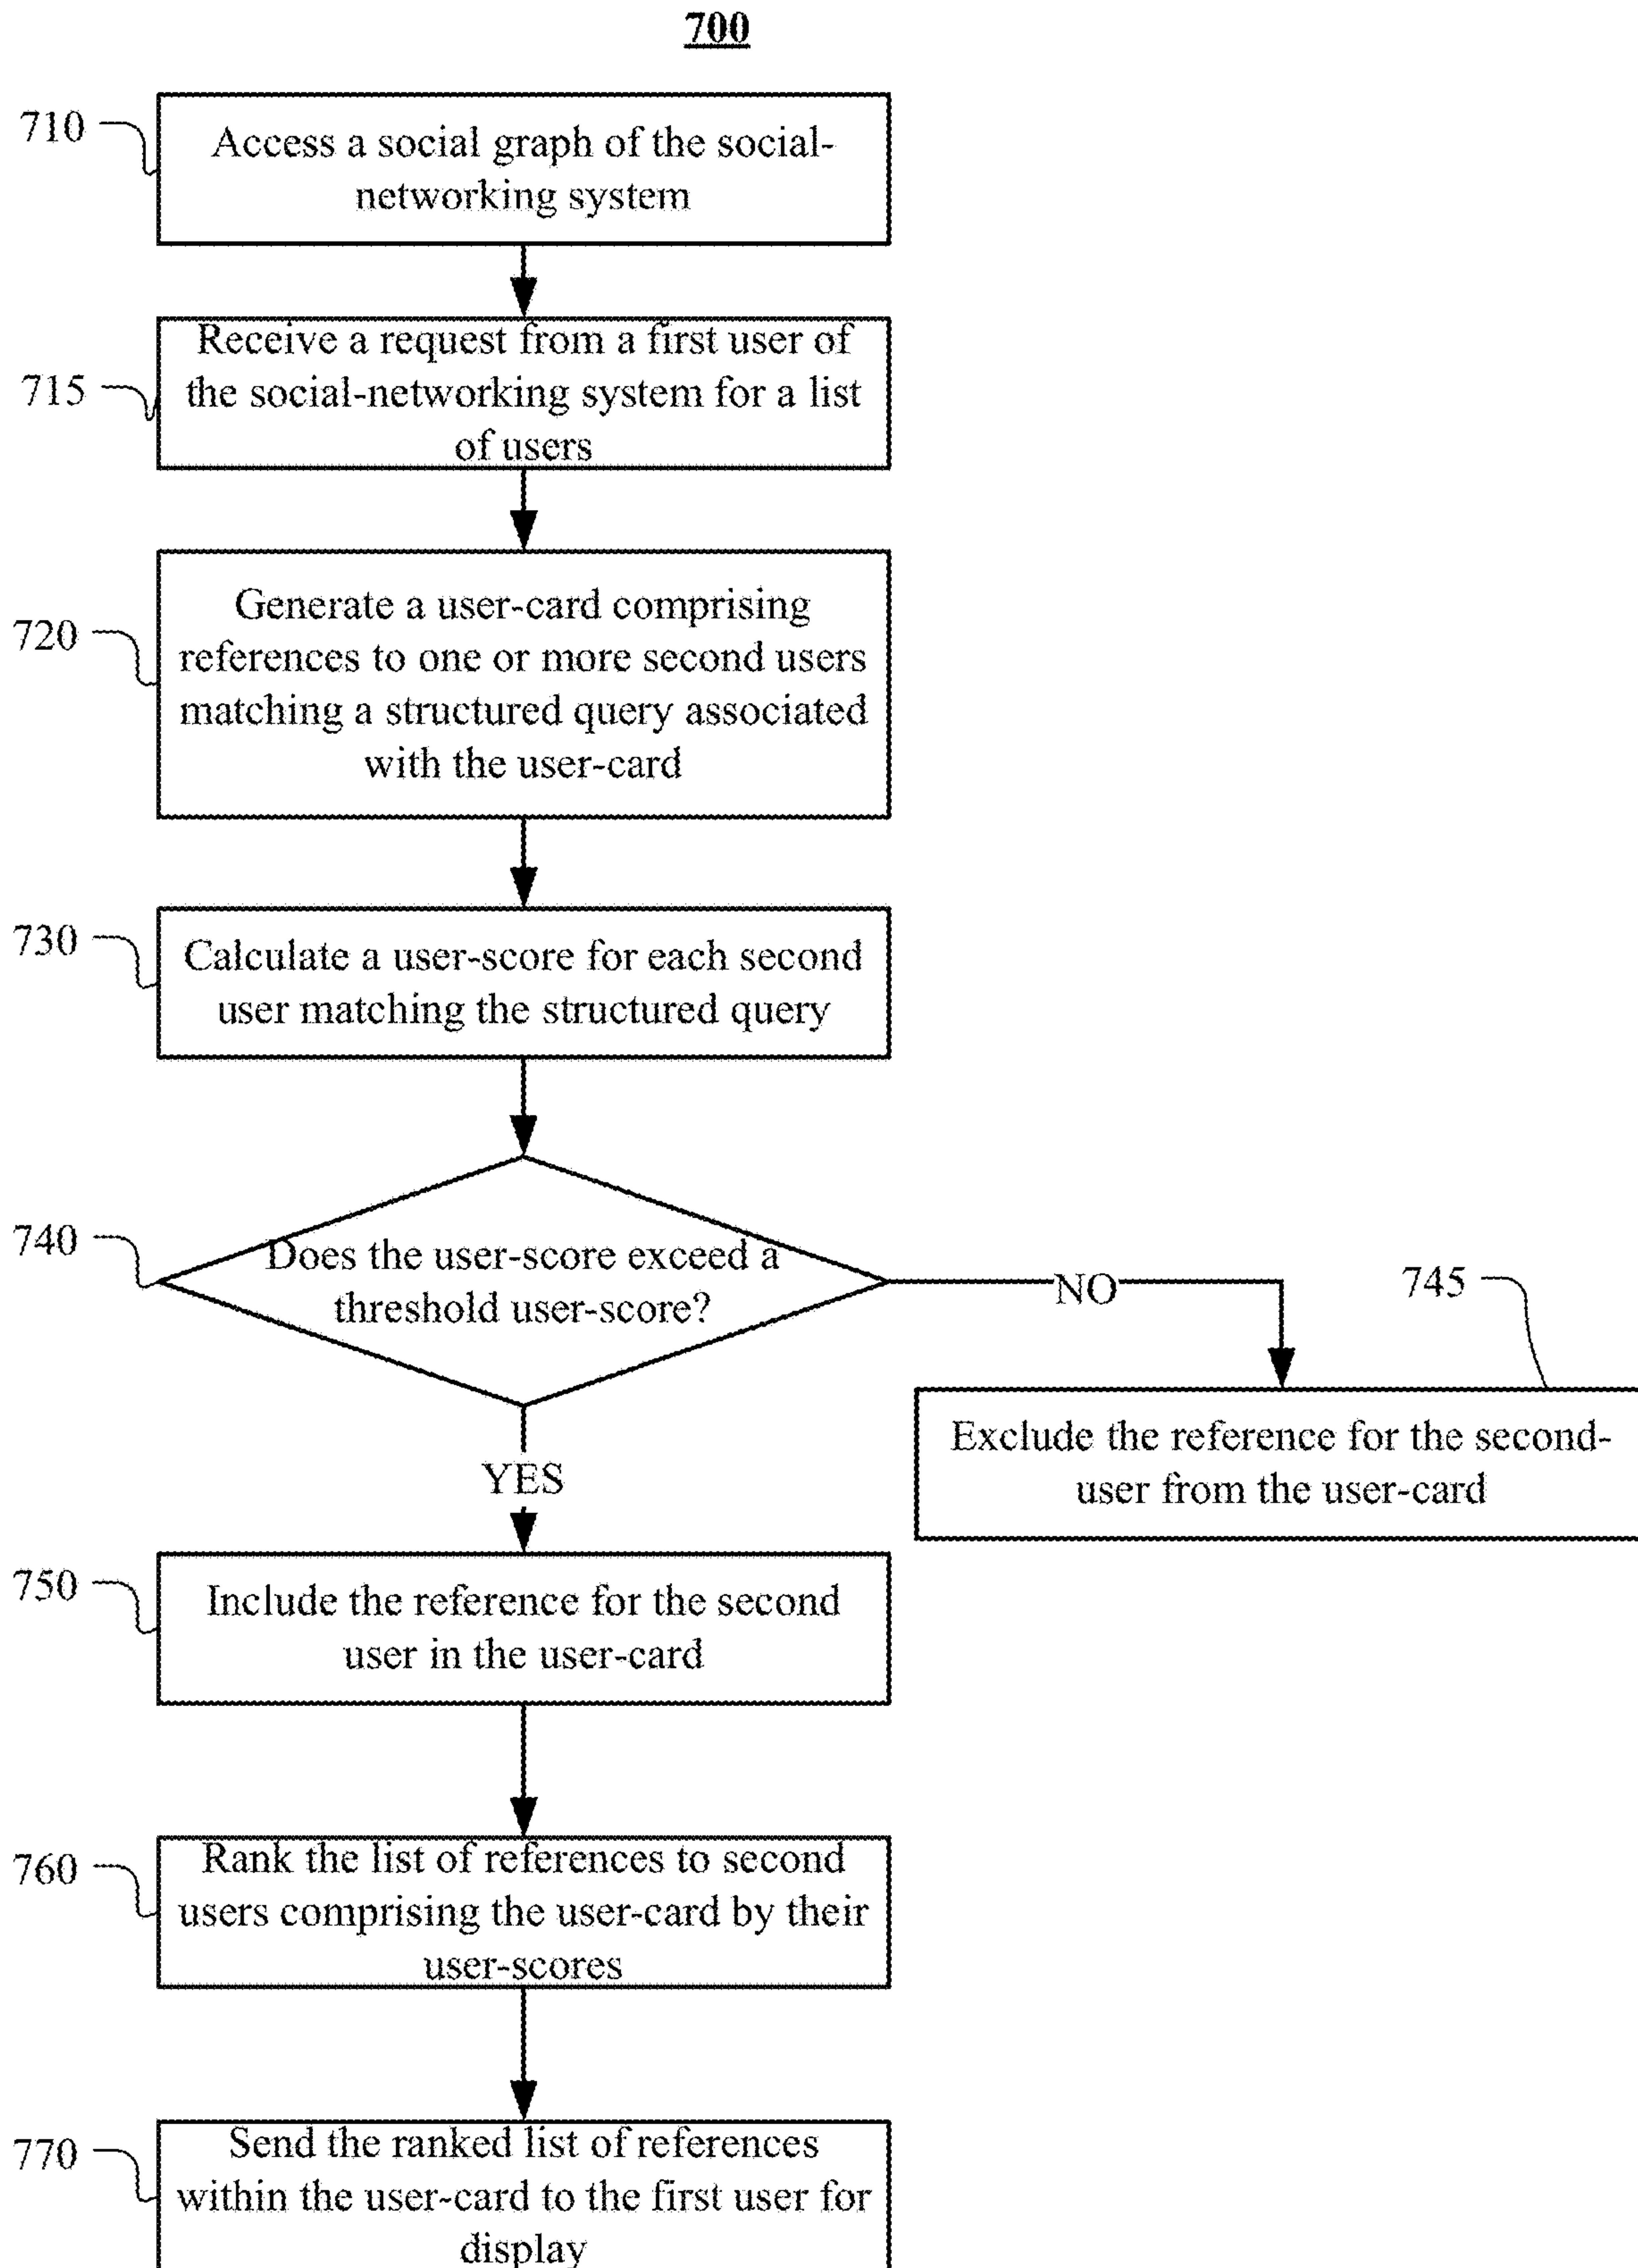 700
710
Access a social graph of the social-
networking system
715
Receive a request from a first user of
the social-networking system for a list
of users
720
Generate a user-card comprising
references to one or more second users
matching a structured query associated
with the user-card
730
Calculate a user-score for each second
user matching the structured query
740
Does the user-score exceed a
threshold user-score?
NO
745
Exclude the reference for the second-
user from the user-card
YES
750
Include the reference for the second
user in the user-card
760
Rank the list of references to second
users comprising the user-card by their
user-scores
770
Send the ranked list of references
within the user-card to the first user for
display